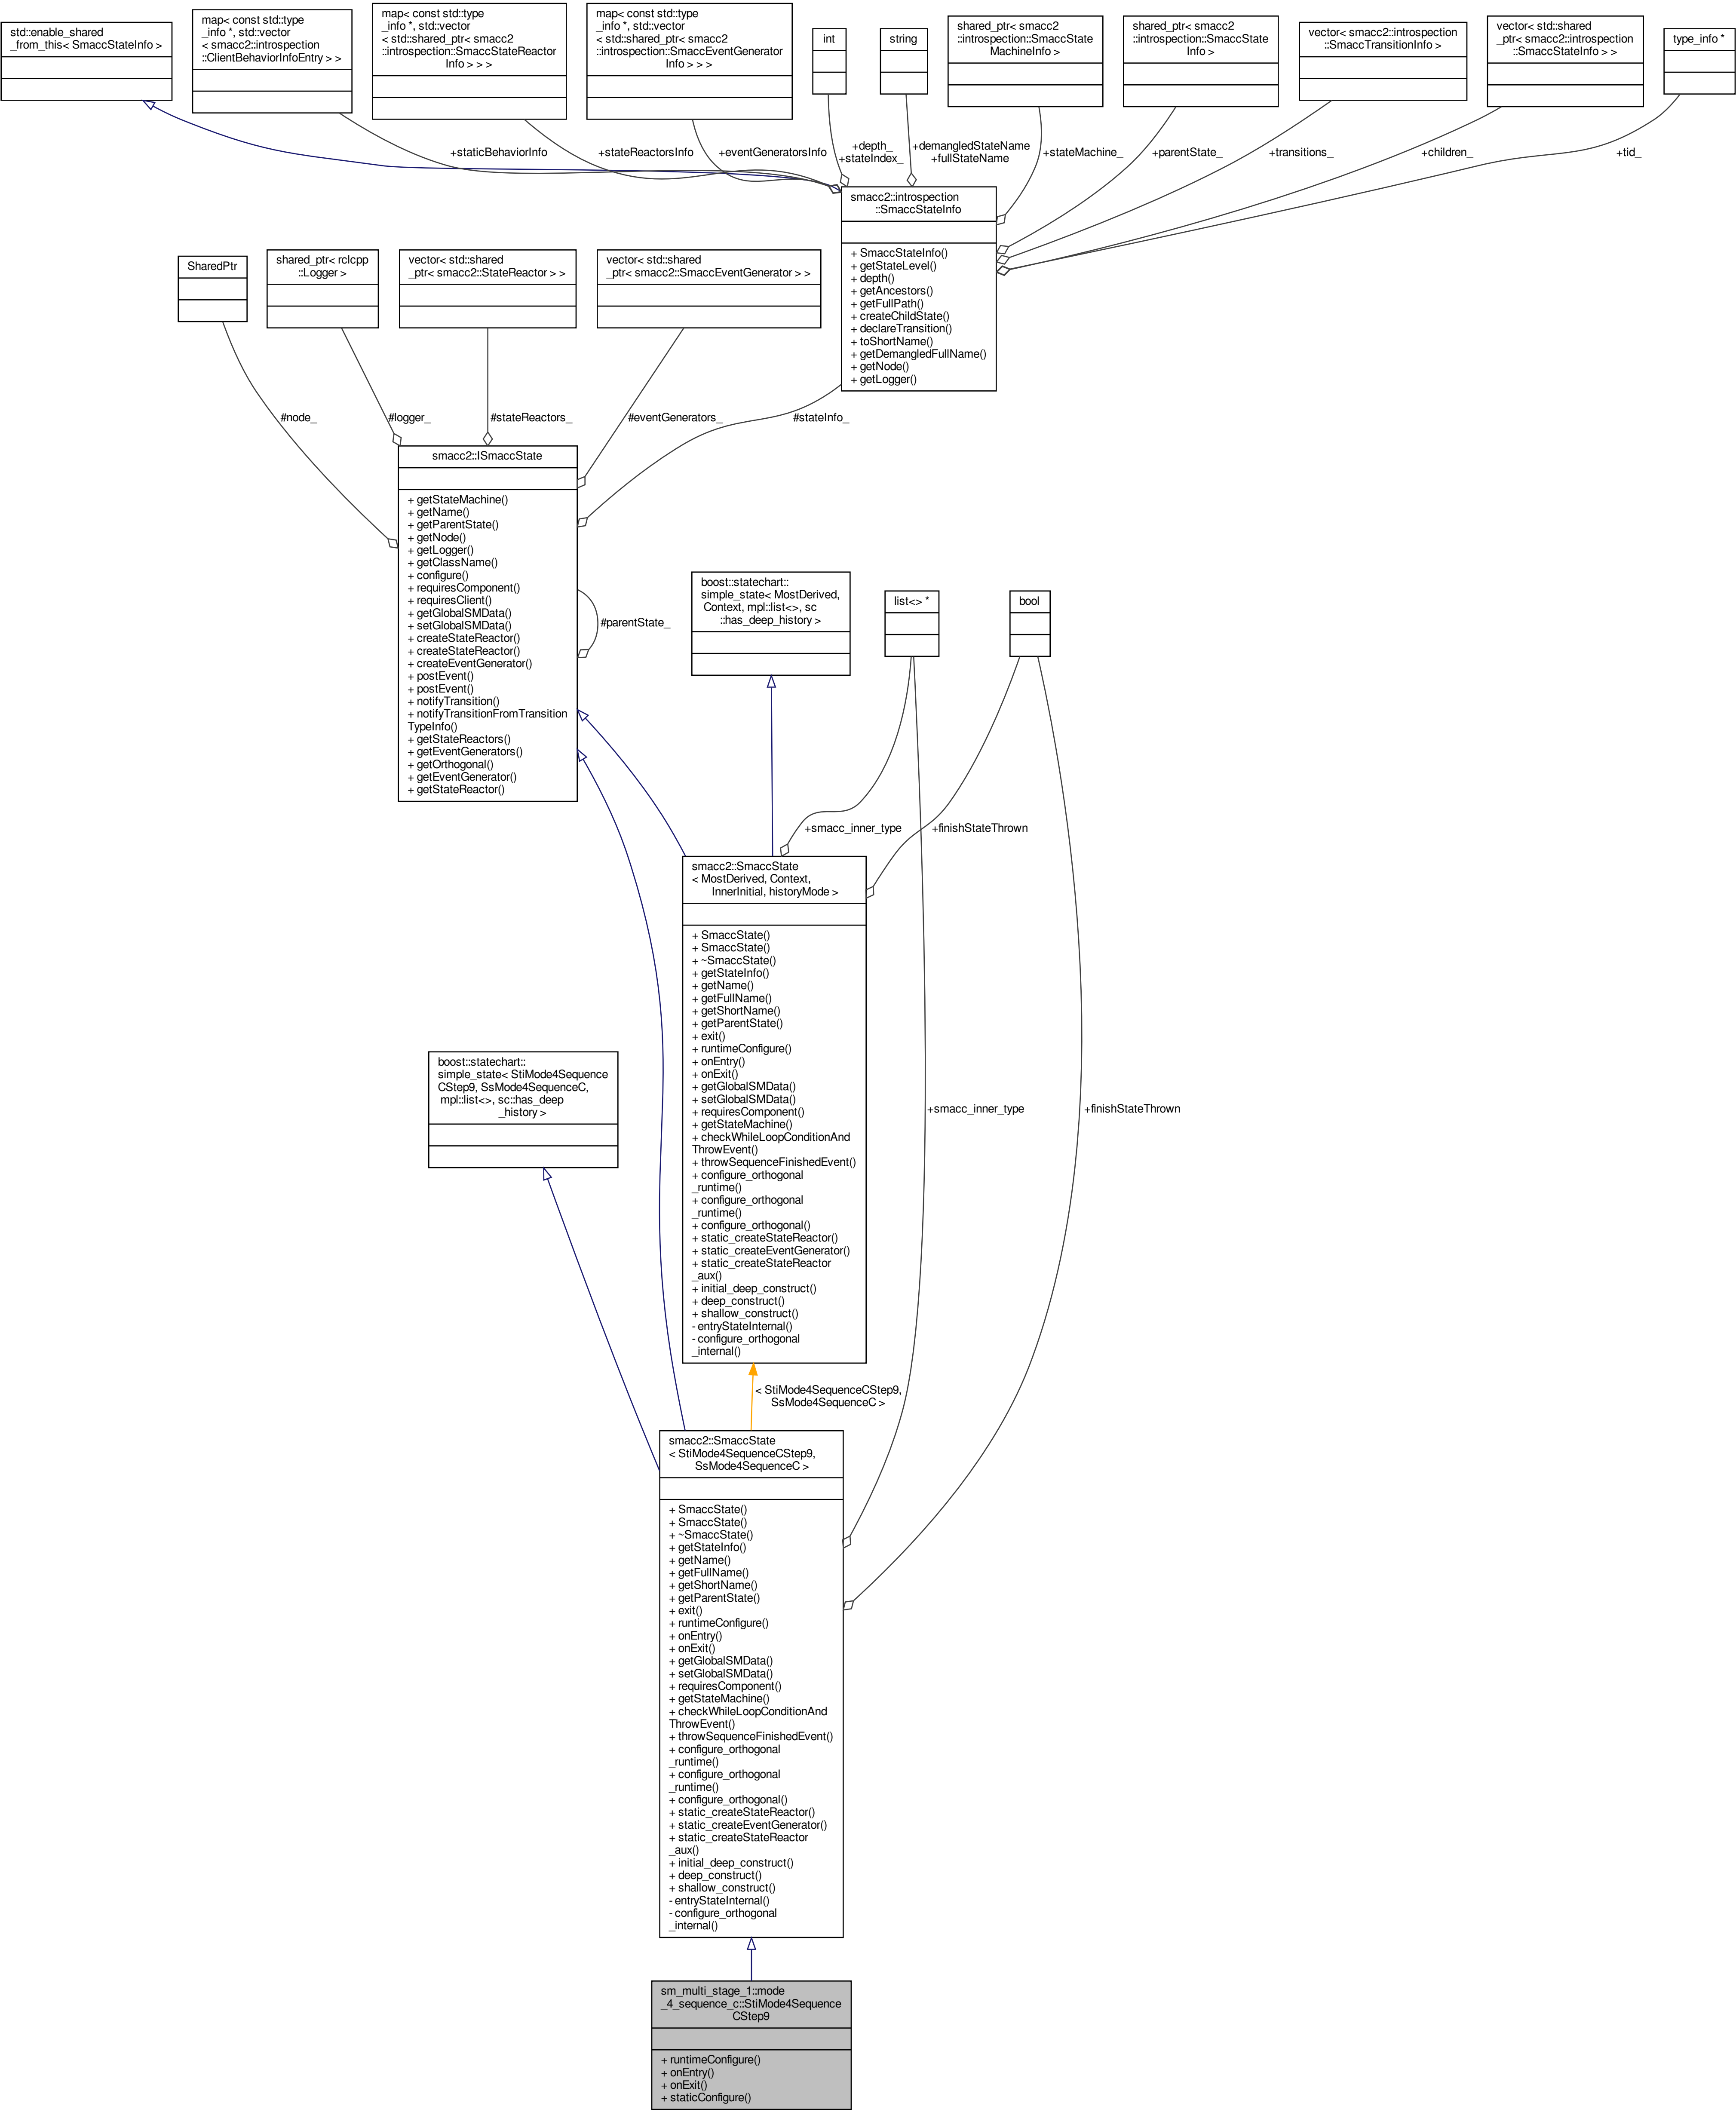 std::enable_shared
_from_this< SmaccStateInfo >
map< const std::type
_info *, std::vector
< smacc2::introspection
::ClientBehaviorInfoEntry > >
map< const std::type
_info *, std::vector
< std::shared_ptr< smacc2
::introspection::SmaccStateReactor
Info > > >
map< const std::type
_info *, std::vector
< std::shared_ptr< smacc2
::introspection::SmaccEventGenerator
Info > > >
int
string
shared_ptr< smacc2
::introspection::SmaccState
MachineInfo >
shared_ptr< smacc2
::introspection::SmaccState
Info >
vector< smacc2::introspection
::SmaccTransitionInfo >
vector< std::shared
_ptr< smacc2::introspection
::SmaccStateInfo > >
type_info *
+staticBehaviorInfo
+stateReactorsInfo
+eventGeneratorsInfo
+depth_
+stateIndex_
+demangledStateName
+fullStateName
+stateMachine_
+parentState_
+transitions_
+children_
+tid_
smacc2::introspection
::SmaccStateInfo
+ SmaccStateInfo()
+ getStateLevel()
+ depth()
+ getAncestors()
+ getFullPath()
+ createChildState()
+ declareTransition()
+ toShortName()
+ getDemangledFullName()
+ getNode()
+ getLogger()
SharedPtr
shared_ptr< rclcpp
::Logger >
vector< std::shared
_ptr< smacc2::StateReactor > >
vector< std::shared
_ptr< smacc2::SmaccEventGenerator > >
#node_
#logger_
#stateReactors_
#eventGenerators_
#stateInfo_
smacc2::ISmaccState
+ getStateMachine()
+ getName()
+ getParentState()
+ getNode()
+ getLogger()
+ getClassName()
+ configure()
+ requiresComponent()
+ requiresClient()
+ getGlobalSMData()
+ setGlobalSMData()
+ createStateReactor()
+ createStateReactor()
+ createEventGenerator()
+ postEvent()
+ postEvent()
+ notifyTransition()
+ notifyTransitionFromTransition
TypeInfo()
+ getStateReactors()
+ getEventGenerators()
+ getOrthogonal()
+ getEventGenerator()
+ getStateReactor()
#parentState_
boost::statechart::
simple_state< MostDerived,
Context, mpl::list<>, sc
::has_deep_history >
list<> *
bool
+smacc_inner_type
+finishStateThrown
smacc2::SmaccState
< MostDerived, Context,
InnerInitial, historyMode >
+ SmaccState()
+ SmaccState()
+ ~SmaccState()
+ getStateInfo()
+ getName()
+ getFullName()
+ getShortName()
+ getParentState()
+ exit()
+ runtimeConfigure()
+ onEntry()
+ onExit()
+ getGlobalSMData()
+ setGlobalSMData()
+ requiresComponent()
+ getStateMachine()
+ checkWhileLoopConditionAnd
ThrowEvent()
+ throwSequenceFinishedEvent()
+ configure_orthogonal
_runtime()
+ configure_orthogonal
_runtime()
+ configure_orthogonal()
+ static_createStateReactor()
+ static_createEventGenerator()
+ static_createStateReactor
_aux()
+ initial_deep_construct()
+ deep_construct()
+ shallow_construct()
- entryStateInternal()
- configure_orthogonal
_internal()
boost::statechart::
simple_state< StiMode4Sequence
CStep9, SsMode4SequenceC,
mpl::list<>, sc::has_deep
_history >
+smacc_inner_type
+finishStateThrown
< StiMode4SequenceCStep9,
SsMode4SequenceC >
smacc2::SmaccState
< StiMode4SequenceCStep9,
SsMode4SequenceC >
+ SmaccState()
+ SmaccState()
+ ~SmaccState()
+ getStateInfo()
+ getName()
+ getFullName()
+ getShortName()
+ getParentState()
+ exit()
+ runtimeConfigure()
+ onEntry()
+ onExit()
+ getGlobalSMData()
+ setGlobalSMData()
+ requiresComponent()
+ getStateMachine()
+ checkWhileLoopConditionAnd
ThrowEvent()
+ throwSequenceFinishedEvent()
+ configure_orthogonal
_runtime()
+ configure_orthogonal
_runtime()
+ configure_orthogonal()
+ static_createStateReactor()
+ static_createEventGenerator()
+ static_createStateReactor
_aux()
+ initial_deep_construct()
+ deep_construct()
+ shallow_construct()
- entryStateInternal()
- configure_orthogonal
_internal()
sm_multi_stage_1::mode
_4_sequence_c::StiMode4Sequence
CStep9
+ runtimeConfigure()
+ onEntry()
+ onExit()
+ staticConfigure()